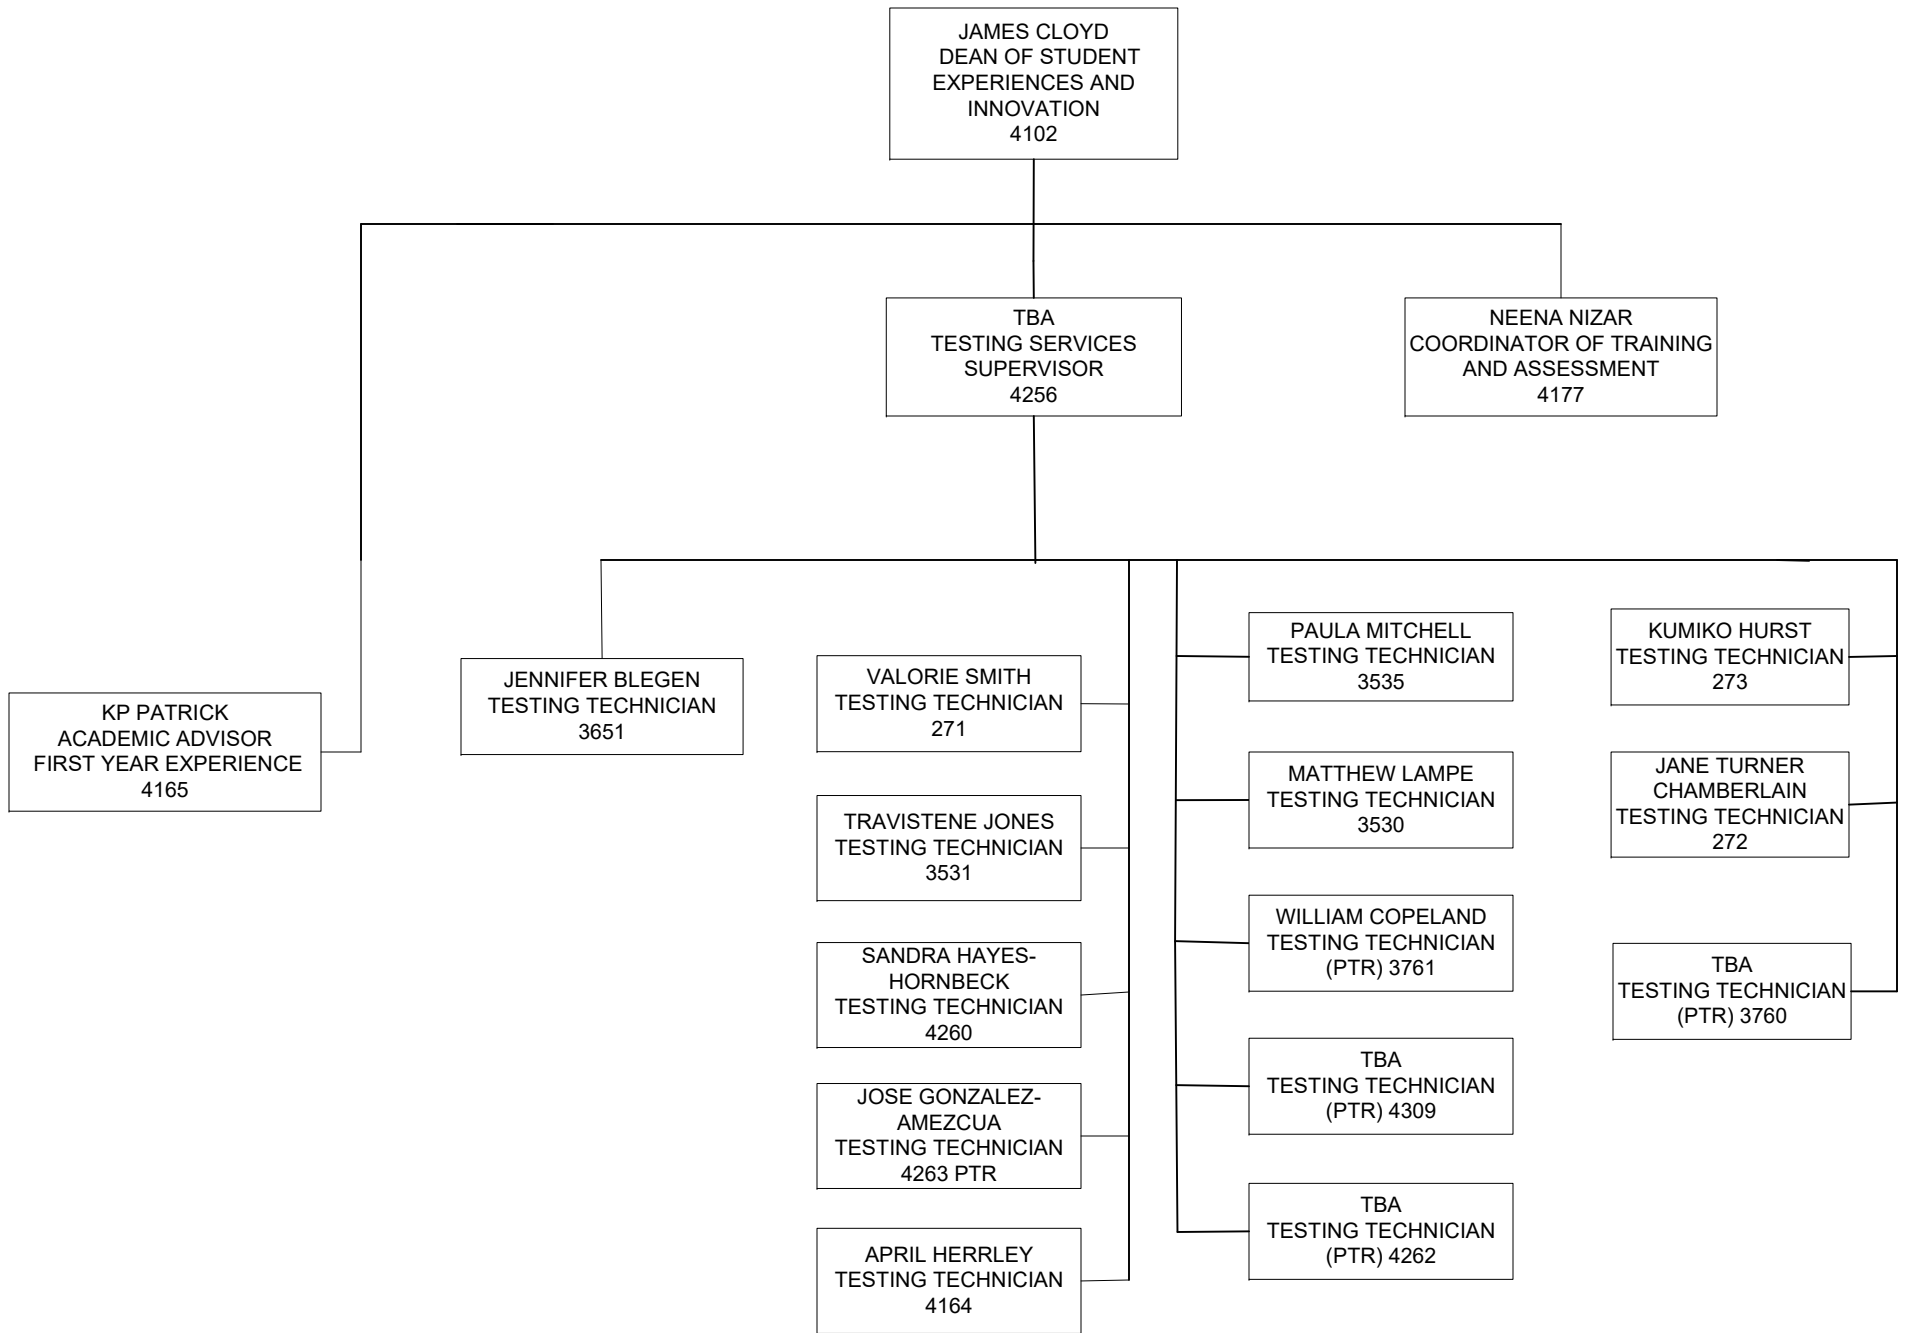 JAMES CLOYD
DEAN OF STUDENT
EXPERIENCES AND
INNOVATION
4102
TBA
TESTING SERVICES
SUPERVISOR
4256
NEENA NIZAR
COORDINATOR OF TRAINING
AND ASSESSMENT
4177
KP PATRICK
ACADEMIC ADVISOR
FIRST YEAR EXPERIENCE
4165
JENNIFER BLEGEN
TESTING TECHNICIAN
3651
VALORIE SMITH
TESTING TECHNICIAN
271
TRAVISTENE JONES
TESTING TECHNICIAN
3531
SANDRA HAYES-
HORNBECK
TESTING TECHNICIAN
4260
JOSE GONZALEZ-
AMEZCUA
TESTING TECHNICIAN
4263 PTR
APRIL HERRLEY
TESTING TECHNICIAN
4164
PAULA MITCHELL
TESTING TECHNICIAN
3535
MATTHEW LAMPE
TESTING TECHNICIAN
3530
WILLIAM COPELAND
TESTING TECHNICIAN
(PTR) 3761
TBA
TESTING TECHNICIAN
(PTR) 4309
TBA
TESTING TECHNICIAN
(PTR) 4262
KUMIKO HURST
TESTING TECHNICIAN
273
JANE TURNER
CHAMBERLAIN
TESTING TECHNICIAN
272
TBA
TESTING TECHNICIAN
(PTR) 3760